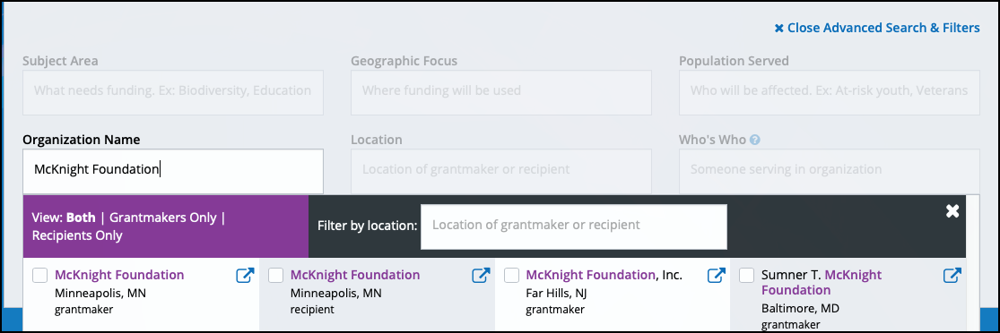 ✖ Close Advanced Search & Filters
Subject Area
Geographic Focus
Population Served
What needs funding. Ex: Biodiversity, Education
Where funding will be used
Who will be affected. Ex: At-risk youth, Veterans
Organization Name
Location
Who's Who ?
McKnight Foundation
Location of grantmaker or recipient
Someone serving in organization
View: Both | Grantmakers Only |
Recipients Only
Filter by location:
Location of grantmaker or recipient
✖
McKnight Foundation
Minneapolis, MN
grantmaker
McKnight Foundation
Minneapolis, MN
recipient
McKnight Foundation, Inc.
Far Hills, NJ
grantmaker
Sumner T. McKnight
Foundation
Baltimore, MD
grantmaker